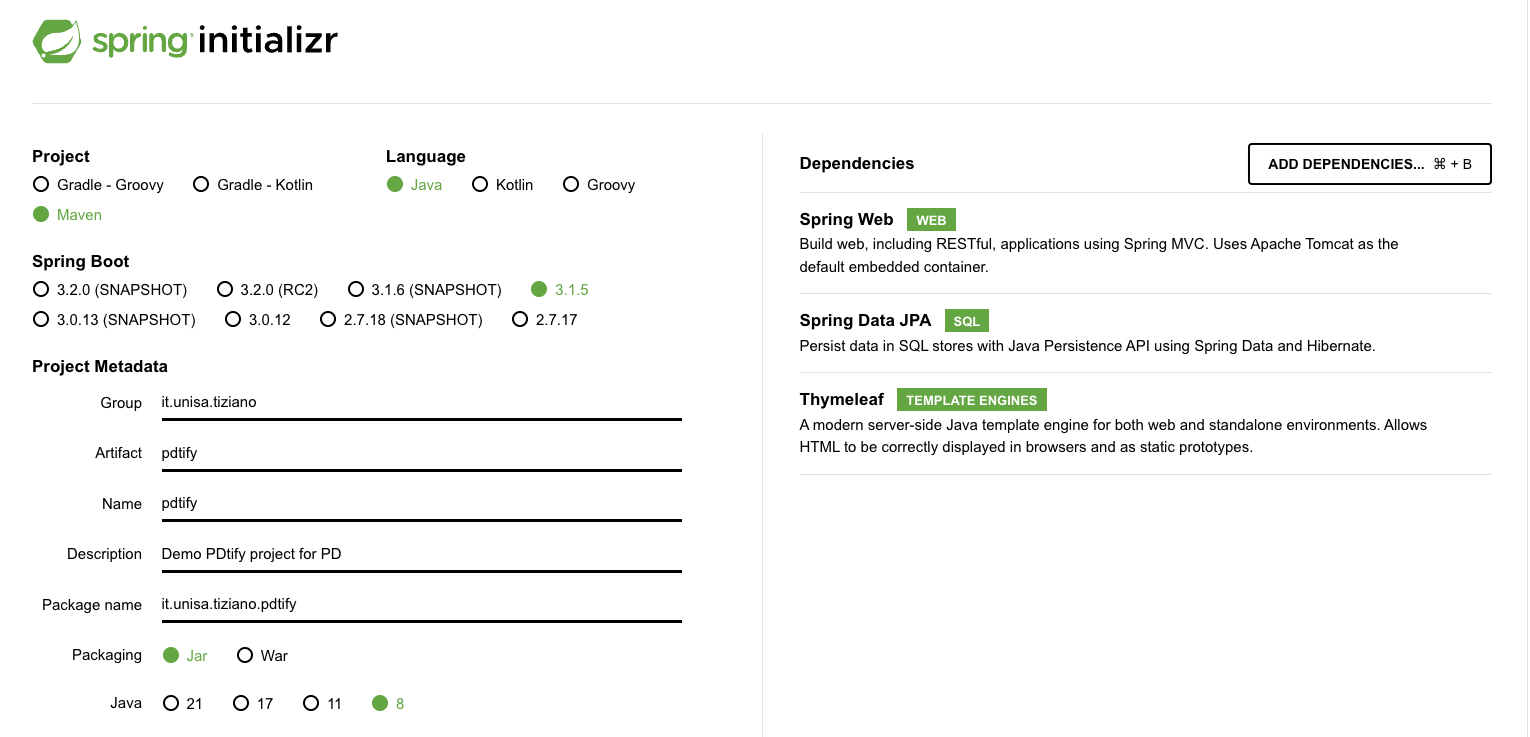 spring initializr
Project
Gradle - Groovy Gradle - Kotlin
Maven
Language
Java Kotlin Groovy
Spring Boot
3.2.0 (SNAPSHOT) 3.2.0 (RC2) 3.1.6 (SNAPSHOT) 3.1.5
3.0.13 (SNAPSHOT) 3.0.12 2.7.18 (SNAPSHOT) 2.7.17
Project Metadata
Group it.unisa.tiziano
Artifact pdtify
Name pdtify
Description Demo PDtify project for PD
Package name it.unisa.tiziano.pdtify
Packaging Jar War
Java 21 17 11 8
Dependencies ADD DEPENDENCIES... ⌘ + B
Spring Web WEB
Build web, including RESTful, applications using Spring MVC. Uses Apache Tomcat as the
default embedded container.
Spring Data JPA SQL
Persist data in SQL stores with Java Persistence API using Spring Data and Hibernate.
Thymeleaf TEMPLATE ENGINES
A modern server-side Java template engine for both web and standalone environments. Allows
HTML to be correctly displayed in browsers and as static prototypes.